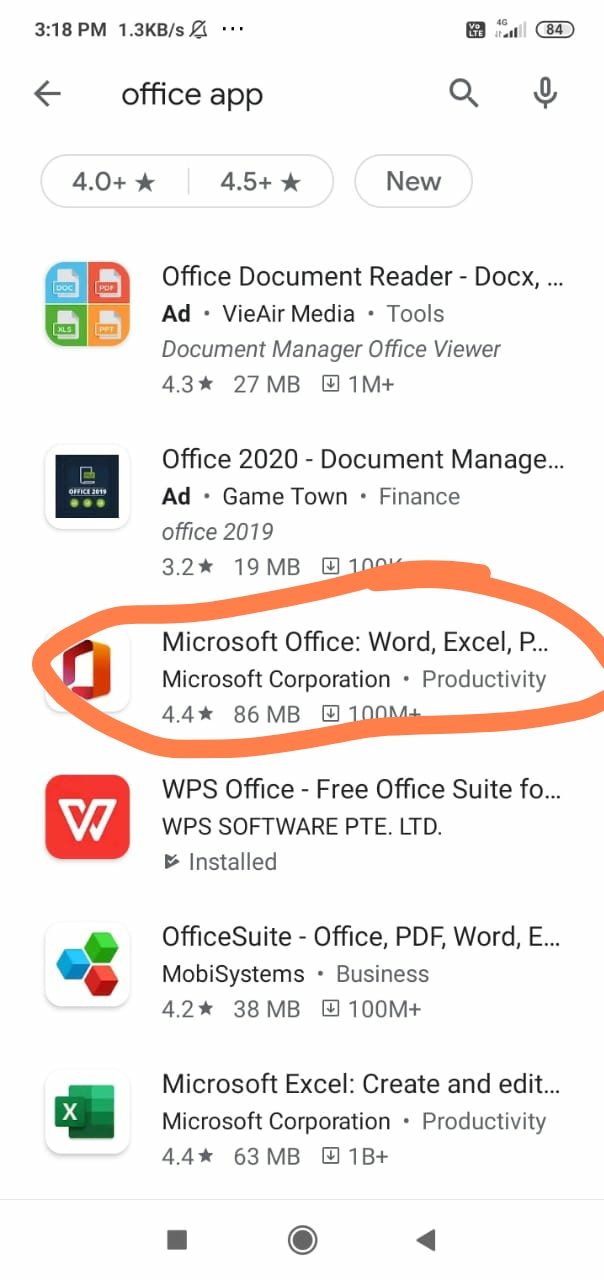 3:18 PM 1.3KB/s ...
Vo LTE 4G 84
office app
4.0+ ★ 4.5+ ★ New
Office Document Reader - Docx, ...
Ad • VieAir Media • Tools
Document Manager Office Viewer
4.3★ 27 MB 1M+
DOC PDF
XLS PPT
Office 2020 - Document Manage...
Ad • Game Town • Finance
office 2019
3.2★ 19 MB 100K
OFFICE 2019
Microsoft Office: Word, Excel, P...
Microsoft Corporation • Productivity
4.4★ 86 MB 100M+
WPS Office - Free Office Suite fo...
WPS SOFTWARE PTE. LTD.
Installed
W
OfficeSuite - Office, PDF, Word, E...
MobiSystems • Business
4.2★ 38 MB 100M+
Microsoft Excel: Create and edit...
Microsoft Corporation • Productivity
4.4★ 63 MB 1B+
X